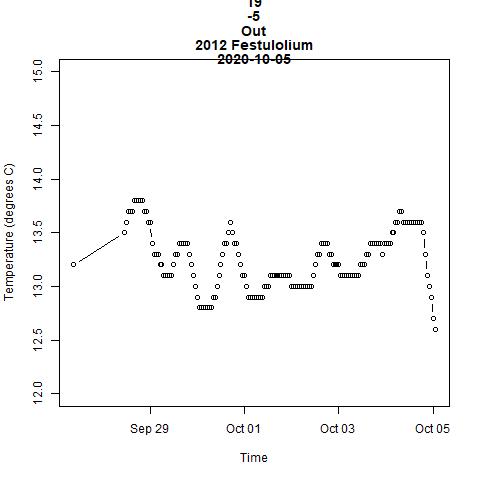 19
-5
Out
2012 Festulolium
2020-10-05
15.0
14.5
14.0
13.5
13.0
12.5
12.0
Temperature (degrees C)
Sep 29 Oct 01 Oct 03 Oct 05
Time